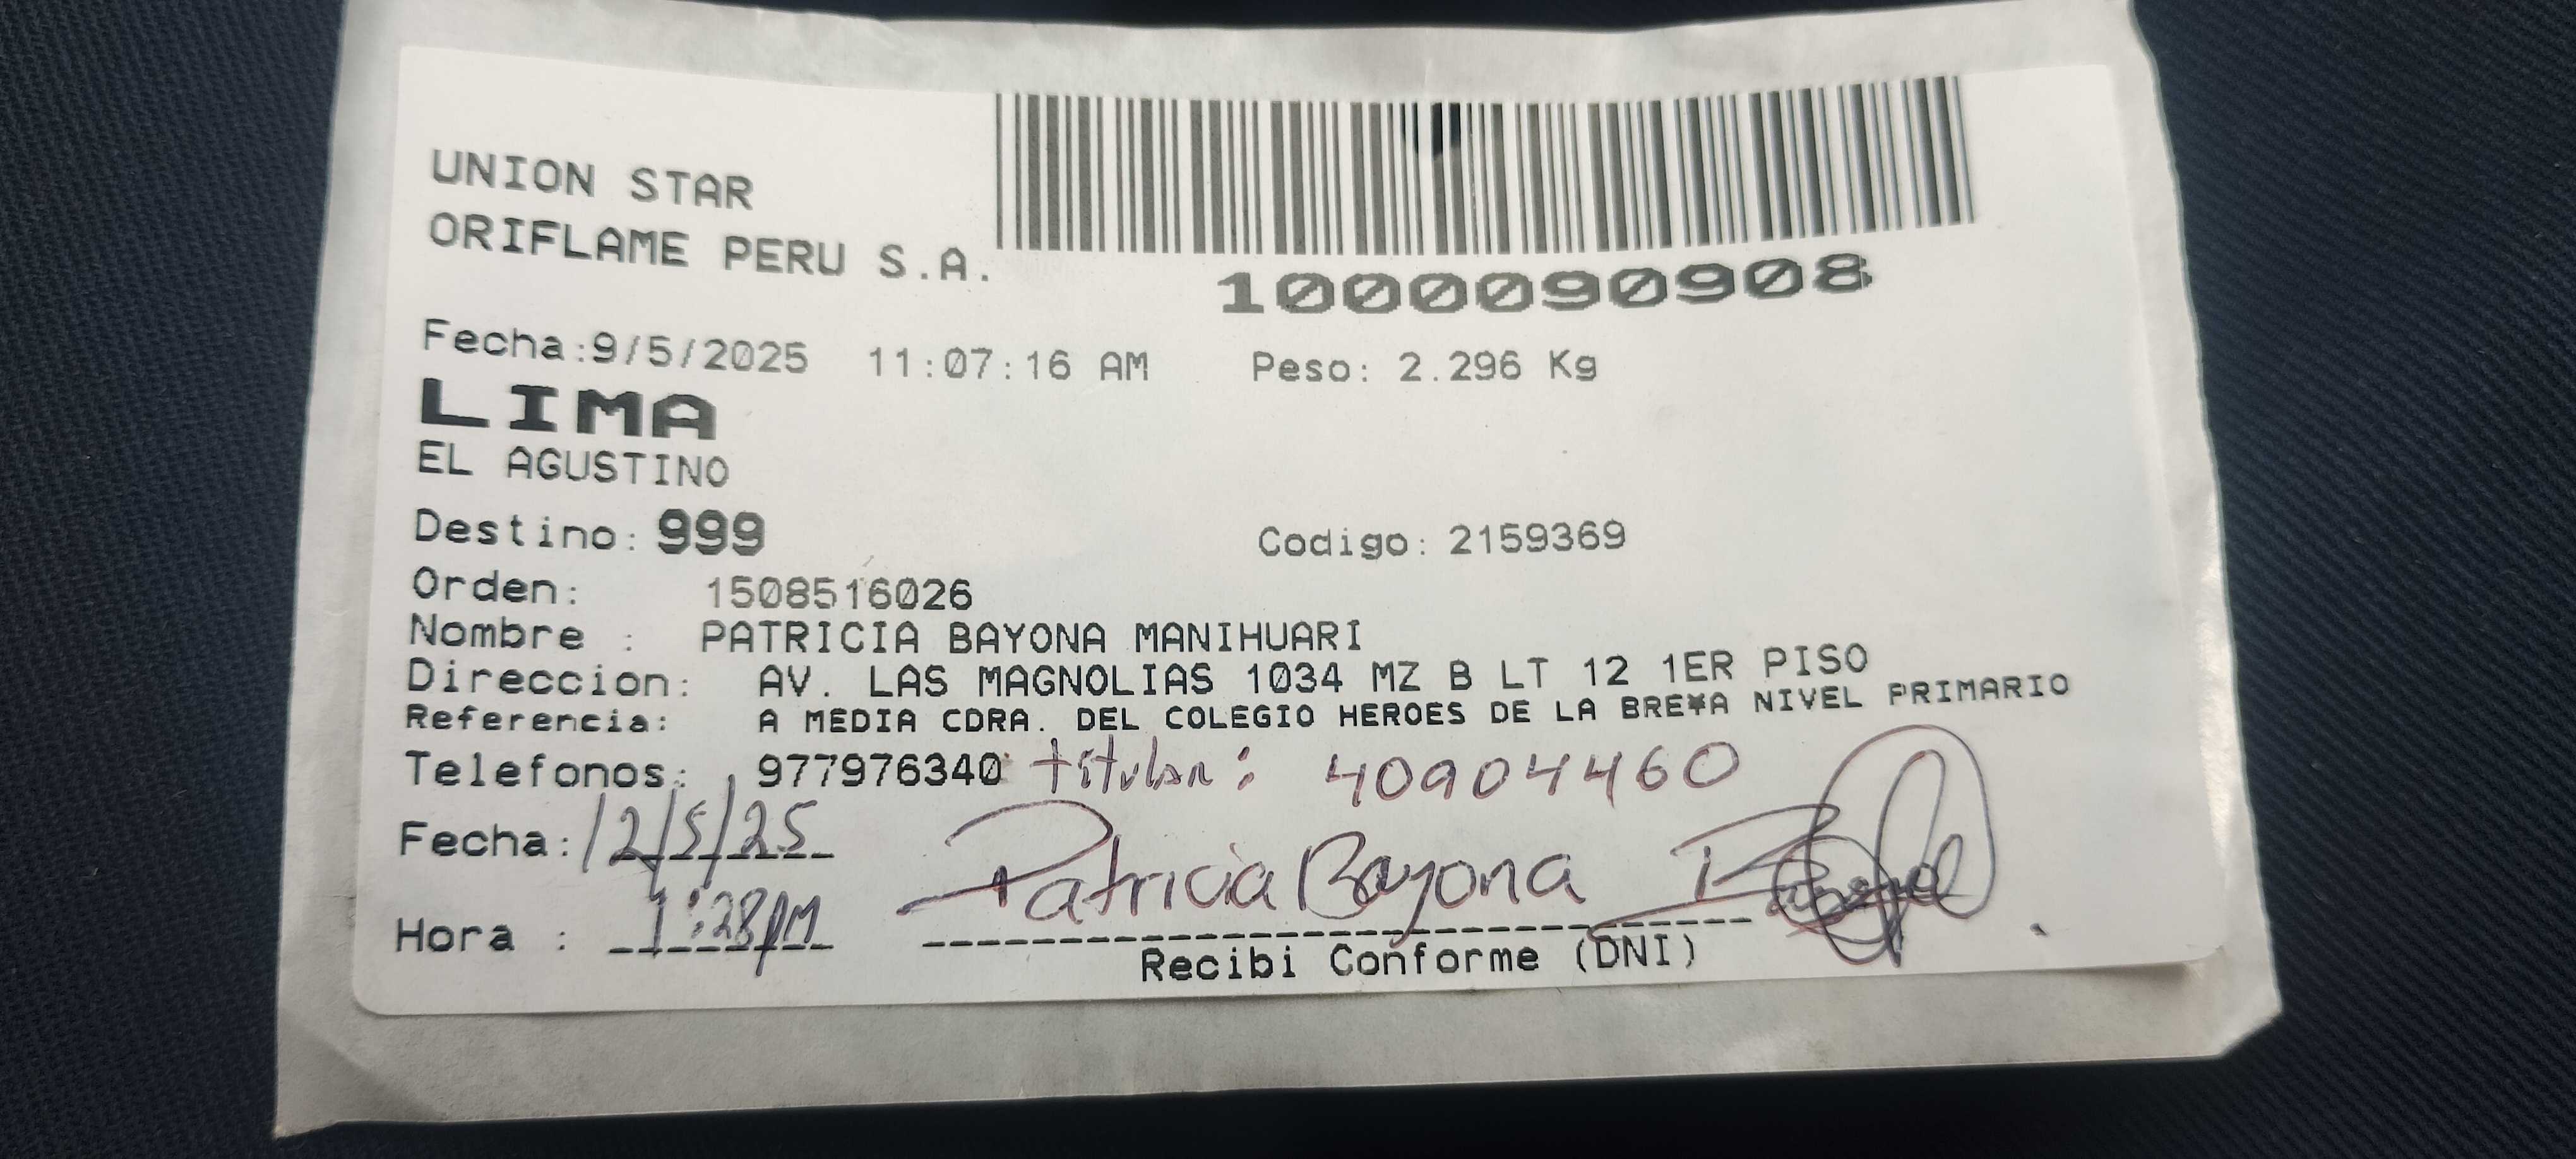 UNION STAR
ORIFLAME PERU S.A.
1000090908
Fecha:9/5/2025 11:07:16 AM Peso: 2.296 Kg
LIMA
EL AGUSTINO
Destino: 999 Codigo: 2159369
Orden: 1508516026
Nombre : PATRICIA BAYONA MANIHUARI
Direccion: AV. LAS MAGNOLIAS 1034 MZ B LT 12 1ER PISO
Referencia: A MEDIA CDRA. DEL COLEGIO HEROES DE LA BRE¥A NIVEL PRIMARIO
Telefonos: 977976340 titular: 40904460
Fecha: 12/5/25
Patricia Bayona
Hora : 1:28pM
Recibi Conforme (DNI)